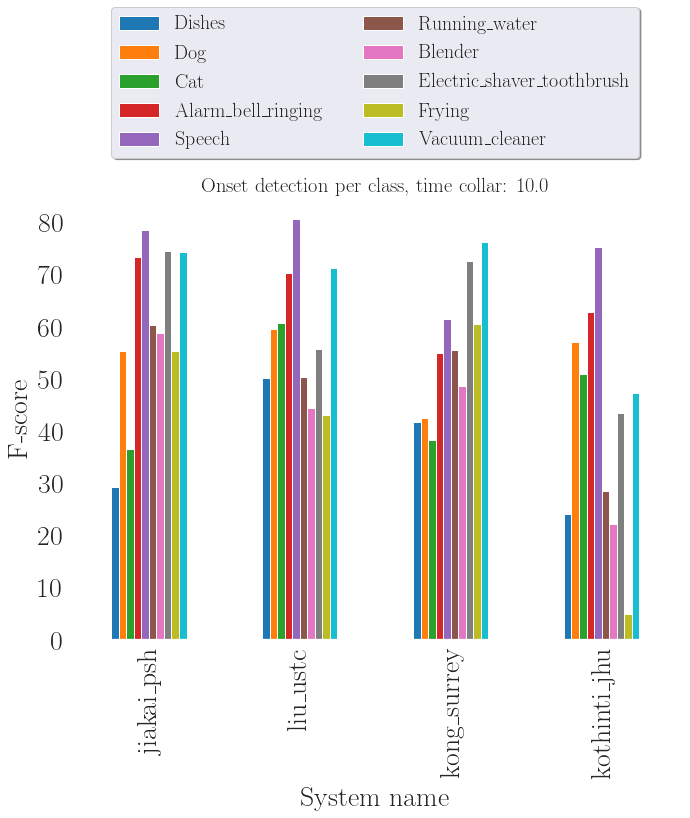 Dishes
Dog
Cat
Alarm_bell_ringing
Speech
Running_water
Blender
Electric_shaver_toothbrush
Frying
Vacuum_cleaner
Onset detection per class, time collar: 10.0
F-score
80
70
60
50
40
30
20
10
0
jiakai_psh
liu_ustc
kong_surrey
kothinti_jhu
System name